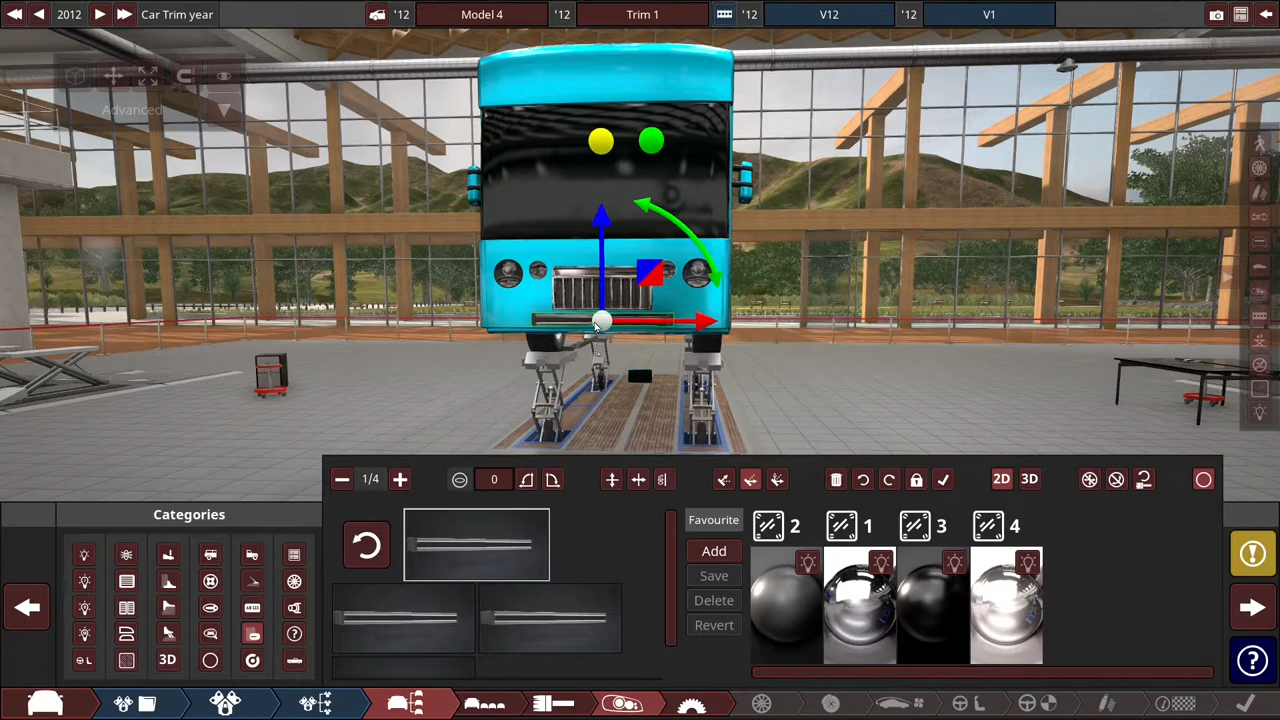 2012 Car Trim year '12 Model 4 '12 Trim 1 '12 V12 '12 V1
Advanced
1/4 0 2D 3D
Categories
3D
L
Favourite 2 1 3 4
Add
Save
Delete
Revert
?